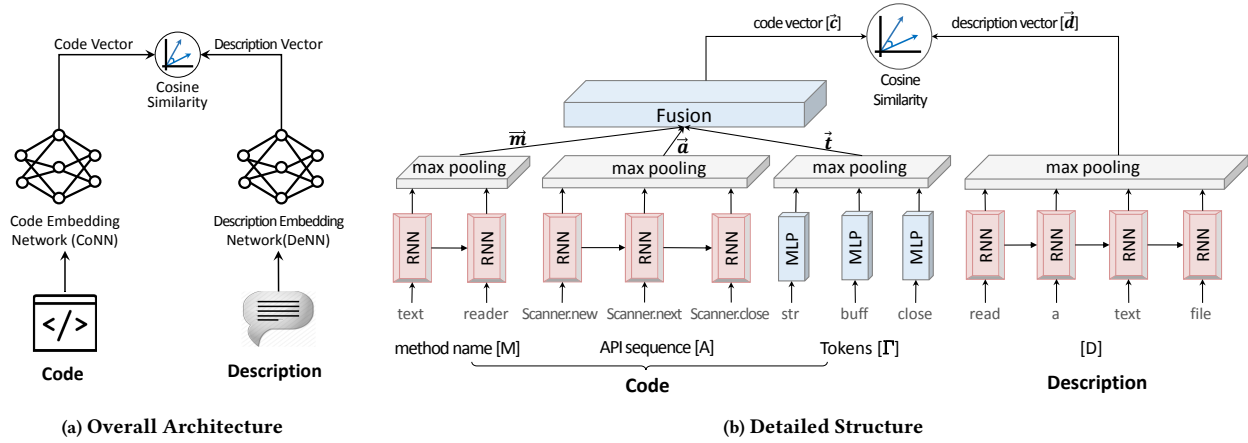 Code Vector
Description Vector
Cosine
Similarity
Code Embedding
Network (CoNN)
Description Embedding
Network(DeNN)
</>
Code
Description
(a) Overall Architecture
code vector [c⃗]
description vector [d⃗]
Cosine
Similarity
Fusion
m⃗
a⃗
t⃗
max pooling
max pooling
max pooling
max pooling
RNN
RNN
RNN
RNN
RNN
MLP
MLP
MLP
RNN
RNN
RNN
RNN
text
reader
Scanner.new
Scanner.next
Scanner.close
str
buff
close
read
a
text
file
method name [M]
API sequence [A]
Tokens [Γ]
[D]
Code
Description
(b) Detailed Structure